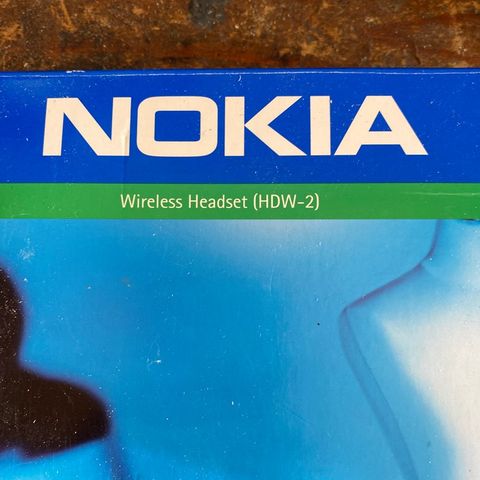 NOKIA
Wireless Headset (HDW-2)